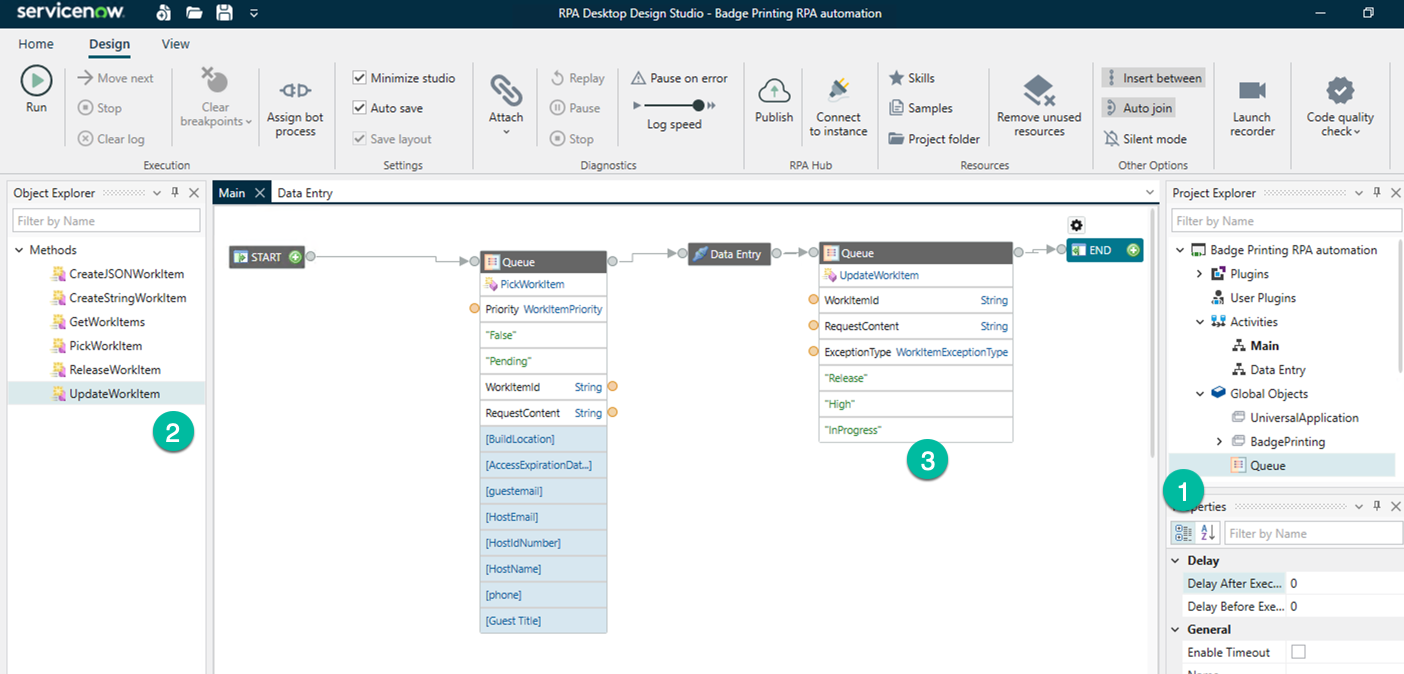 servicenow.
RPA Desktop Design Studio - Badge Printing RPA automation
Home
Design
View
Run
Move next
Stop
Clear log
Clear
breakpoints
Execution
Assign bot
process
Minimize studio
Auto save
Save layout
Settings
Attach
Replay
Pause
Stop
Pause on error
Log speed
Diagnostics
Publish
Connect
to instance
RPA Hub
Skills
Samples
Project folder
Remove unused
resources
Resources
Insert between
Auto join
Silent mode
Other Options
Launch
recorder
Code quality
check
Object Explorer
Filter by Name
Methods
CreateJSONWorkItem
CreateStringWorkItem
GetWorkItems
PickWorkItem
ReleaseWorkItem
UpdateWorkItem
2
Main
Data Entry
START
Queue
PickWorkItem
Priority WorkItemPriority
"False"
"Pending"
WorkItemId String
RequestContent String
[BuildLocation]
[AccessExpirationDat...]
[guestemail]
[HostEmail]
[HostIdNumber]
[HostName]
[phone]
[Guest Title]
Data Entry
Queue
UpdateWorkItem
WorkItemId String
RequestContent String
ExceptionType WorkItemExceptionType
"Release"
"High"
"InProgress"
3
END
Project Explorer
Filter by Name
Badge Printing RPA automation
Plugins
User Plugins
Activities
Main
Data Entry
Global Objects
UniversalApplication
BadgePrinting
Queue
1
perties
Filter by Name
Delay
Delay After Exec... 0
Delay Before Exe... 0
General
Enable Timeout